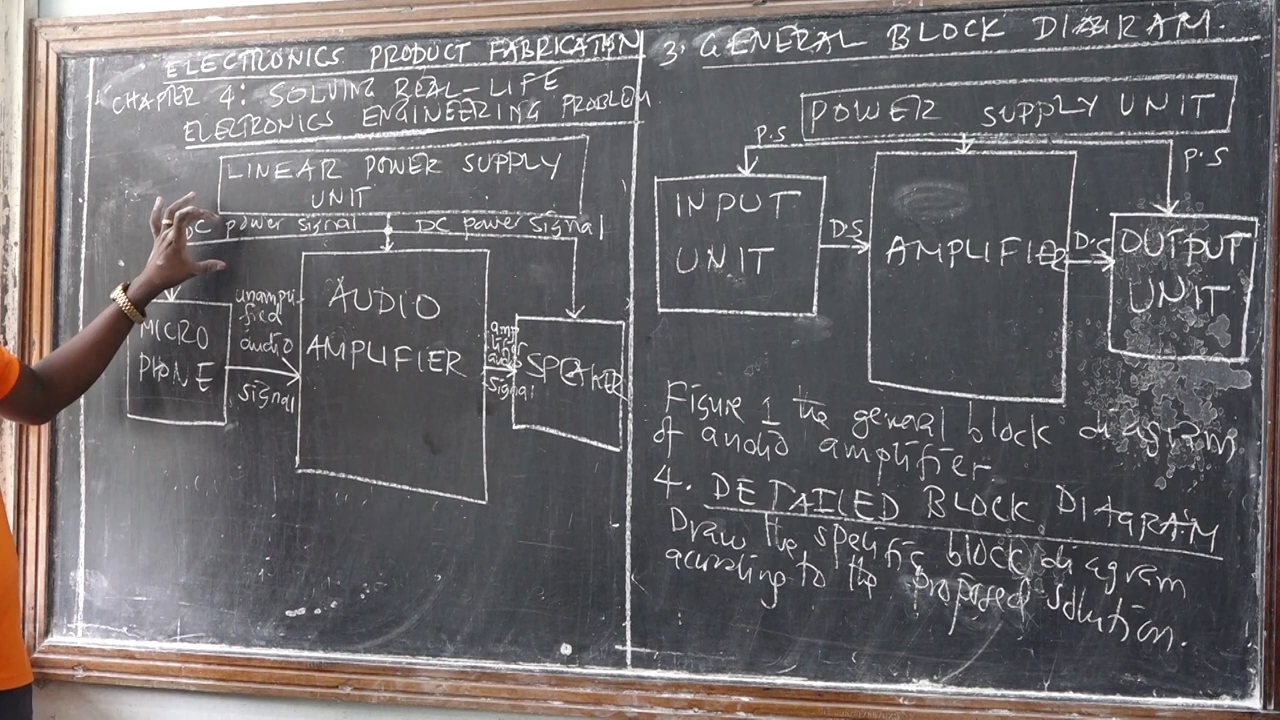 ELECTRONICS PRODUCT FABRICATION
CHAPTER 4: SOLVING REAL-LIFE
ELECTRONICS ENGINEERING PROBLEM
LINEAR POWER SUPPLY
UNIT
DC power signal
DC power signal
MICRO
PHONE
unampli-
fied
audio
signal
AUDIO
AMPLIFIER
audio
signal
SPEAKER
3. GENERAL BLOCK DIAGRAM.
POWER SUPPLY UNIT
P.S
P.S
INPUT
UNIT
D.S
AMPLIFIER
D.S
OUTPUT
UNIT
Figure 1 the general block diagram
of audio amplifier.
4. DETAILED BLOCK DIAGRAM
Draw the specific block diagram
according to the proposed solution.